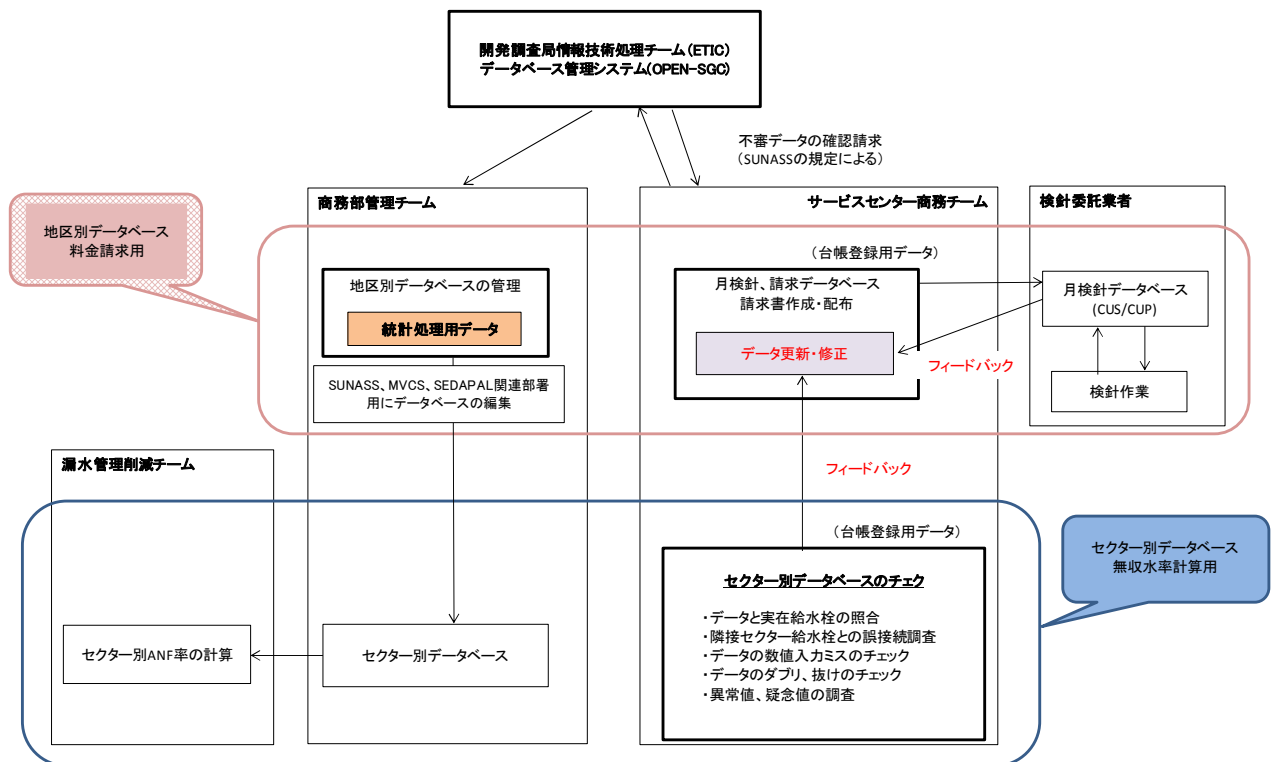 開発調査局情報技術処理チーム(ETIC)
データベース管理システム(OPEN-SGC)
不審データの確認請求
(SUNASSの規定による)
商務部管理チーム
サービスセンター商務チーム
検針委託業者
地区別データベース
料金請求用
(台帳登録用データ)
地区別データベースの管理
統計処理用データ
月検針、請求データベース
請求書作成・配布
データ更新・修正
月検針データベース
(CUS/CUP)
フィードバック
検針作業
SUNASS、MVCS、SEDAPAL関連部署
用にデータベースの編集
漏水管理削減チーム
フィードバック
(台帳登録用データ)
セクター別データベース
無収水率計算用
セクター別データベースのチェク
・データと実在給水栓の照合
・隣接セクター給水栓との誤接続調査
・データの数値入力ミスのチェック
・データのダブリ、抜けのチェック
・異常値、疑念値の調査
セクター別ANF率の計算
セクター別データベース